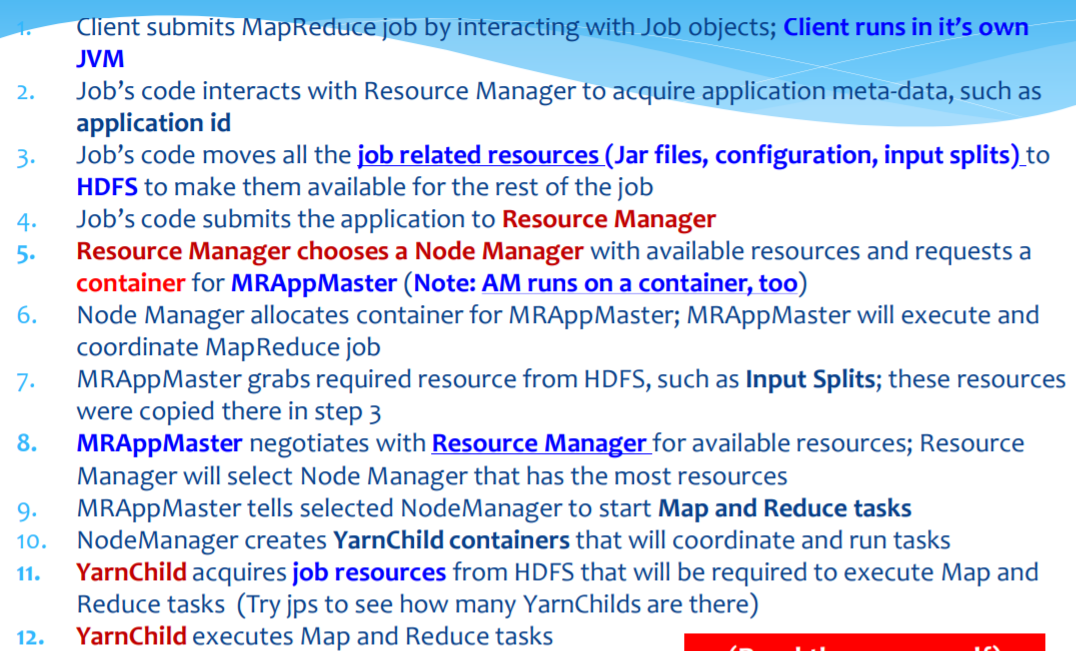 1. Client submits MapReduce job by interacting with Job objects; Client runs in it's own
JVM
2. Job's code interacts with Resource Manager to acquire application meta-data, such as
application id
3. Job's code moves all the job related resources (Jar files, configuration, input splits) to
HDFS to make them available for the rest of the job
4. Job's code submits the application to Resource Manager
5. Resource Manager chooses a Node Manager with available resources and requests a
container for MRAppMaster (Note: AM runs on a container, too)
6. Node Manager allocates container for MRAppMaster; MRAppMaster will execute and
coordinate MapReduce job
7. MRAppMaster grabs required resource from HDFS, such as Input Splits; these resources
were copied there in step 3
8. MRAppMaster negotiates with Resource Manager for available resources; Resource
Manager will select Node Manager that has the most resources
9. MRAppMaster tells selected NodeManager to start Map and Reduce tasks
10. NodeManager creates YarnChild containers that will coordinate and run tasks
11. YarnChild acquires job resources from HDFS that will be required to execute Map and
Reduce tasks (Try jps to see how many YarnChilds are there)
12. YarnChild executes Map and Reduce tasks